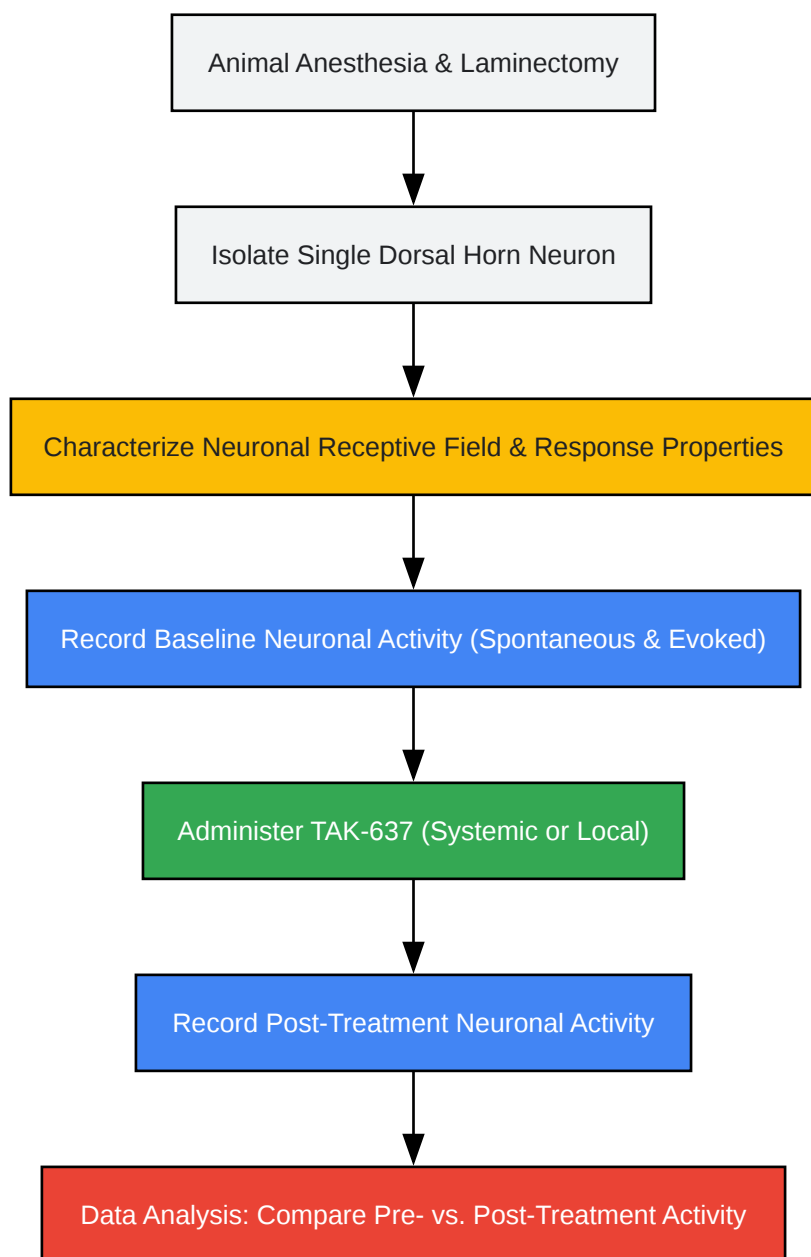 Animal Anesthesia & Laminectomy
Isolate Single Dorsal Horn Neuron
Characterize Neuronal Receptive Field & Response Properties
Record Baseline Neuronal Activity (Spontaneous & Evoked)
Administer TAK-637 (Systemic or Local)
Record Post-Treatment Neuronal Activity
Data Analysis: Compare Pre- vs. Post-Treatment Activity